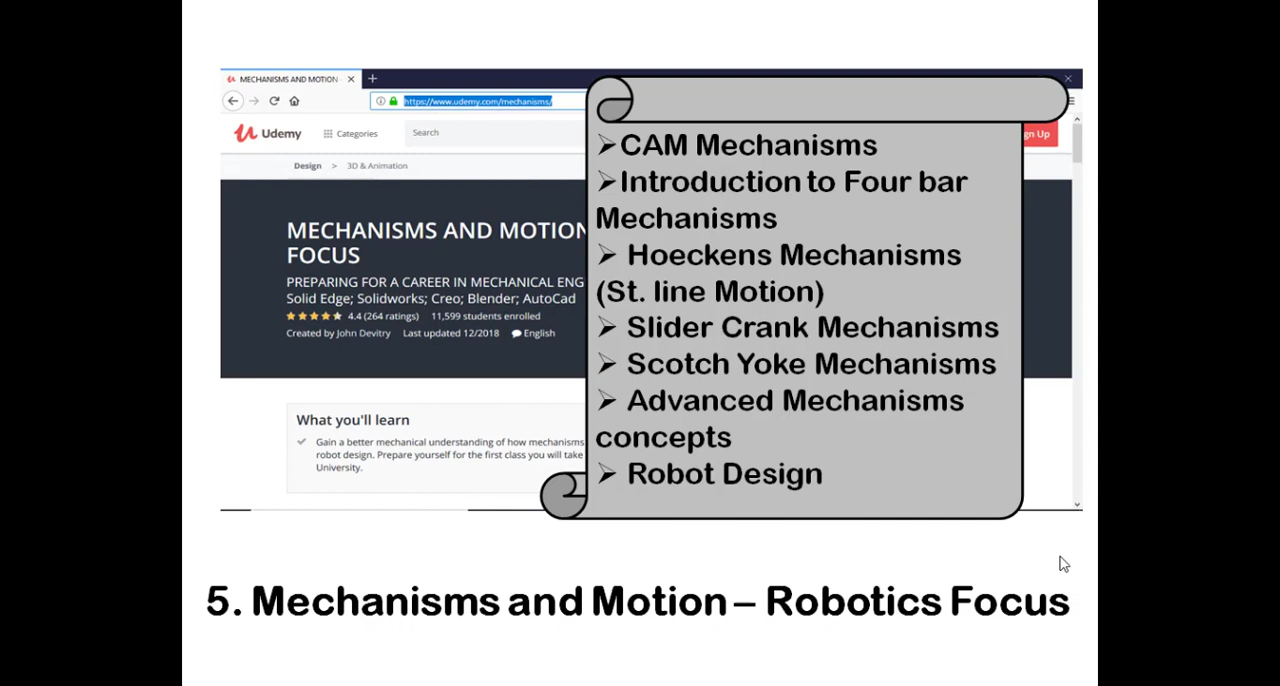 MECHANISMS AND MOTION
https://www.udemy.com/mechanisms/
Udemy
Categories
Search
gn Up
Design > 3D & Animation
MECHANISMS AND MOTION
FOCUS
PREPARING FOR A CAREER IN MECHANICAL ENG
Solid Edge; Solidworks; Creo; Blender; AutoCad
4.4 (264 ratings) 11,599 students enrolled
Created by John Devitry Last updated 12/2018 English
What you'll learn
Gain a better mechanical understanding of how mechanisms
robot design. Prepare yourself for the first class you will take
University.
➢CAM Mechanisms
➢Introduction to Four bar
Mechanisms
➢ Hoeckens Mechanisms
(St. line Motion)
➢ Slider Crank Mechanisms
➢ Scotch Yoke Mechanisms
➢ Advanced Mechanisms
concepts
➢ Robot Design
5. Mechanisms and Motion – Robotics Focus